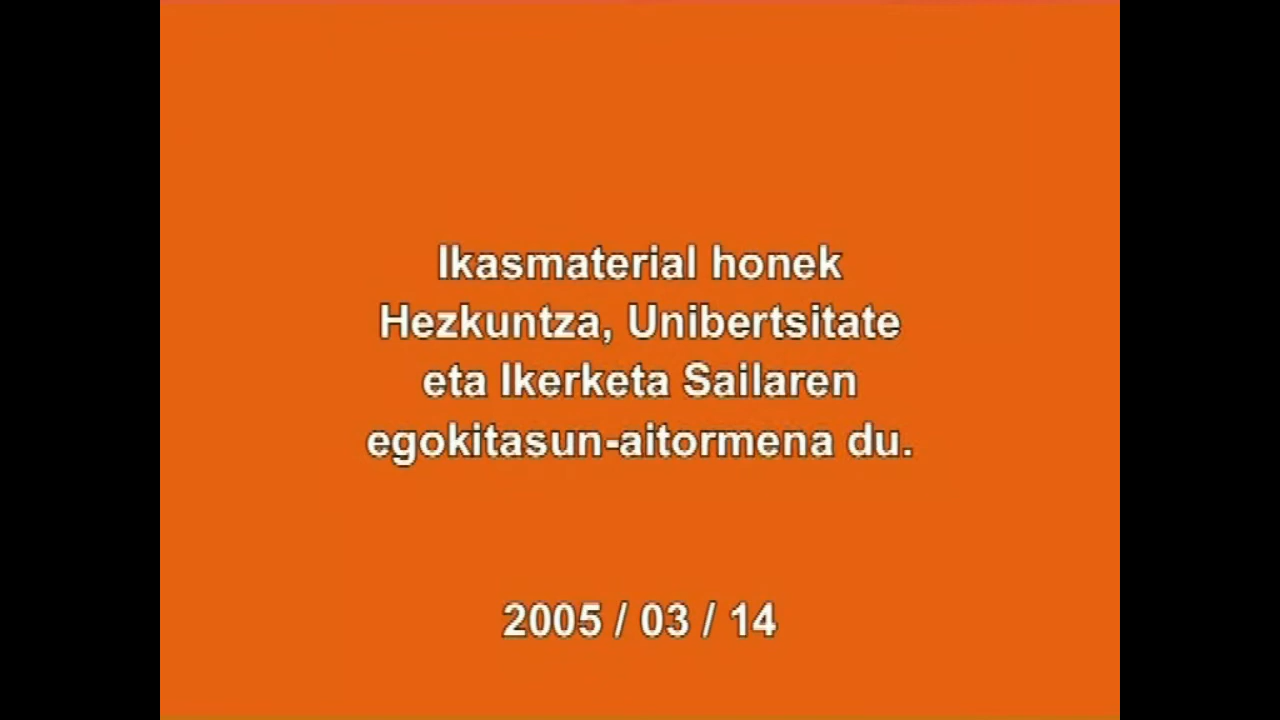 Ikasmaterial honek
Hezkuntza, Unibertsitate
eta Ikerketa Sailaren
egokitasun-aitormena du.
2005 / 03 / 14